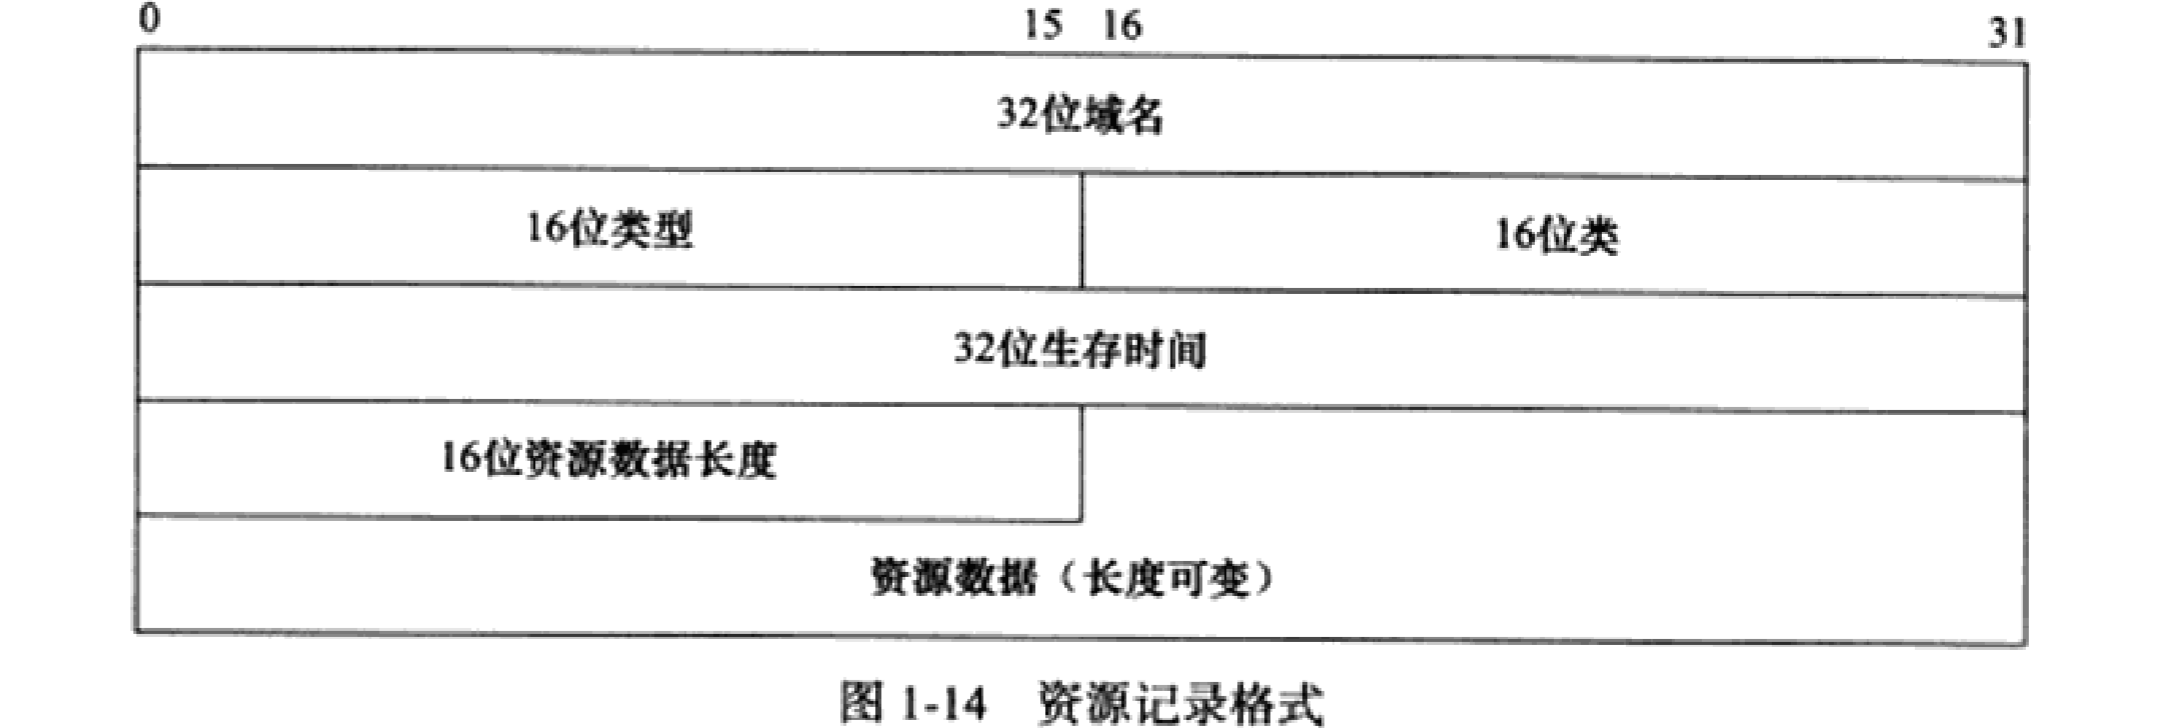 0 15 16 31
32位域名
16位类型 16位类
32位生存时间
16位资源数据长度
资源数据（长度可变）
图 1-14 资源记录格式